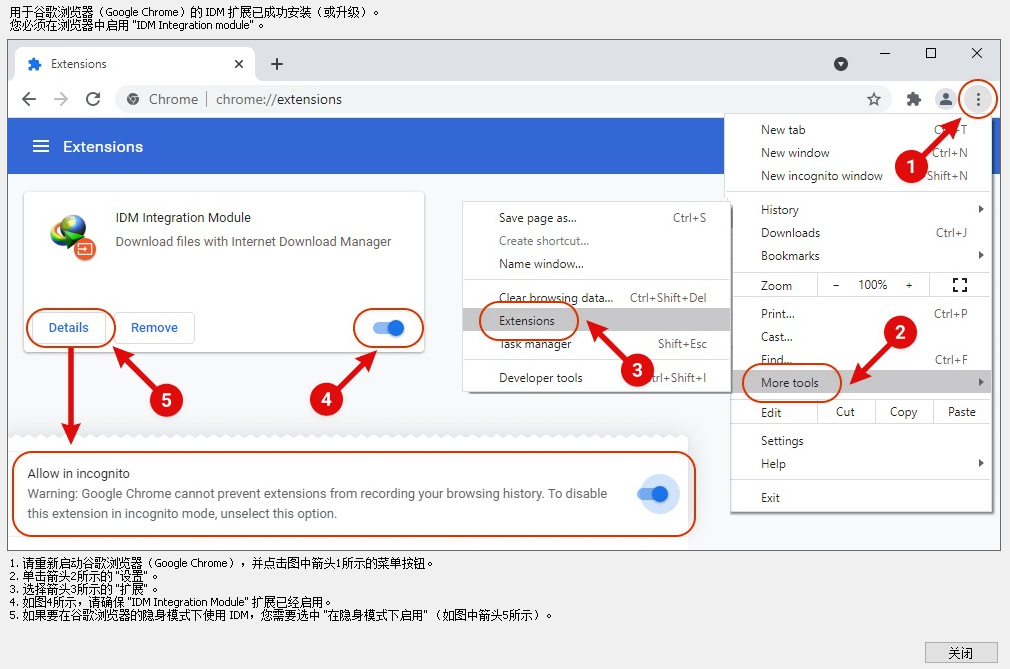 用于谷歌浏览器（Google Chrome）的 IDM 扩展已成功安装（或升级）。
您必须在浏览器中启用 "IDM Integration module" 。
Extensions
Chrome
chrome://extensions
Extensions
1
New tab
New window Ctrl+N
New incognito window Shift+N
History
Downloads Ctrl+J
Bookmarks
Zoom - 100% +
Print... Ctrl+P
Cast...
Find... Ctrl+F
More tools
Edit Cut Copy Paste
Settings
Help
Exit
2
Save page as... Ctrl+S
Create shortcut...
Name window...
Clear browsing data... Ctrl+Shift+Del
Extensions
Task manager Shift+Esc
Developer tools trl+Shift+I
3
IDM Integration Module
Download files with Internet Download Manager
Details Remove
5
4
Allow in incognito
Warning: Google Chrome cannot prevent extensions from recording your browsing history. To disable
this extension in incognito mode, unselect this option.
1. 请重新启动谷歌浏览器（Google Chrome），并点击图中箭头1所示的菜单按钮。
2. 单击箭头2所示的 "设置" 。
3. 选择箭头3所示的 "扩展" 。
4. 如图4所示，请确保 "IDM Integration Module" 扩展已经启用。
5. 如果要在谷歌浏览器的隐身模式下使用 IDM，您需要选中 "在隐身模式下启用" （如图中箭头5所示）。
关闭